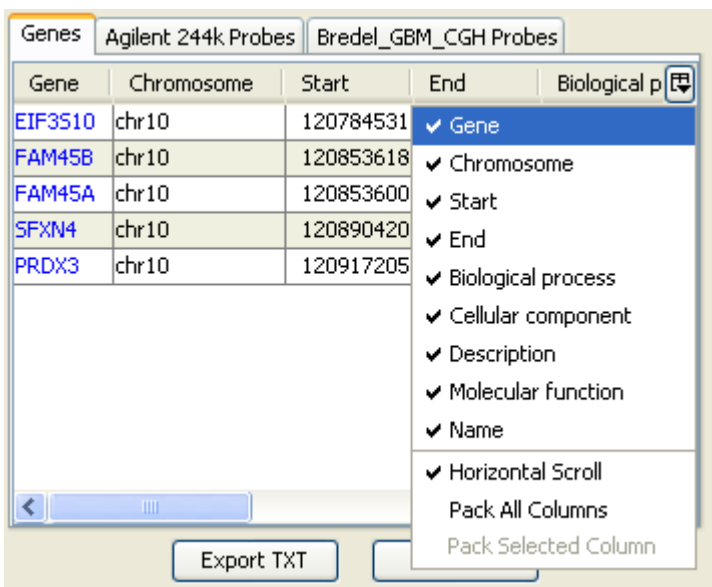 Genes Agilent 244k Probes Bredel_GBM_CGH Probes
Gene Chromosome Start End Biological p
EIF3S10 chr10 120784531
FAM45B chr10 120853618
FAM45A chr10 120853600
SFXN4 chr10 120890420
PRDX3 chr10 120917205
Gene
Chromosome
Start
End
Biological process
Cellular component
Description
Molecular function
Name
Horizontal Scroll
Pack All Columns
Pack Selected Column
Export TXT